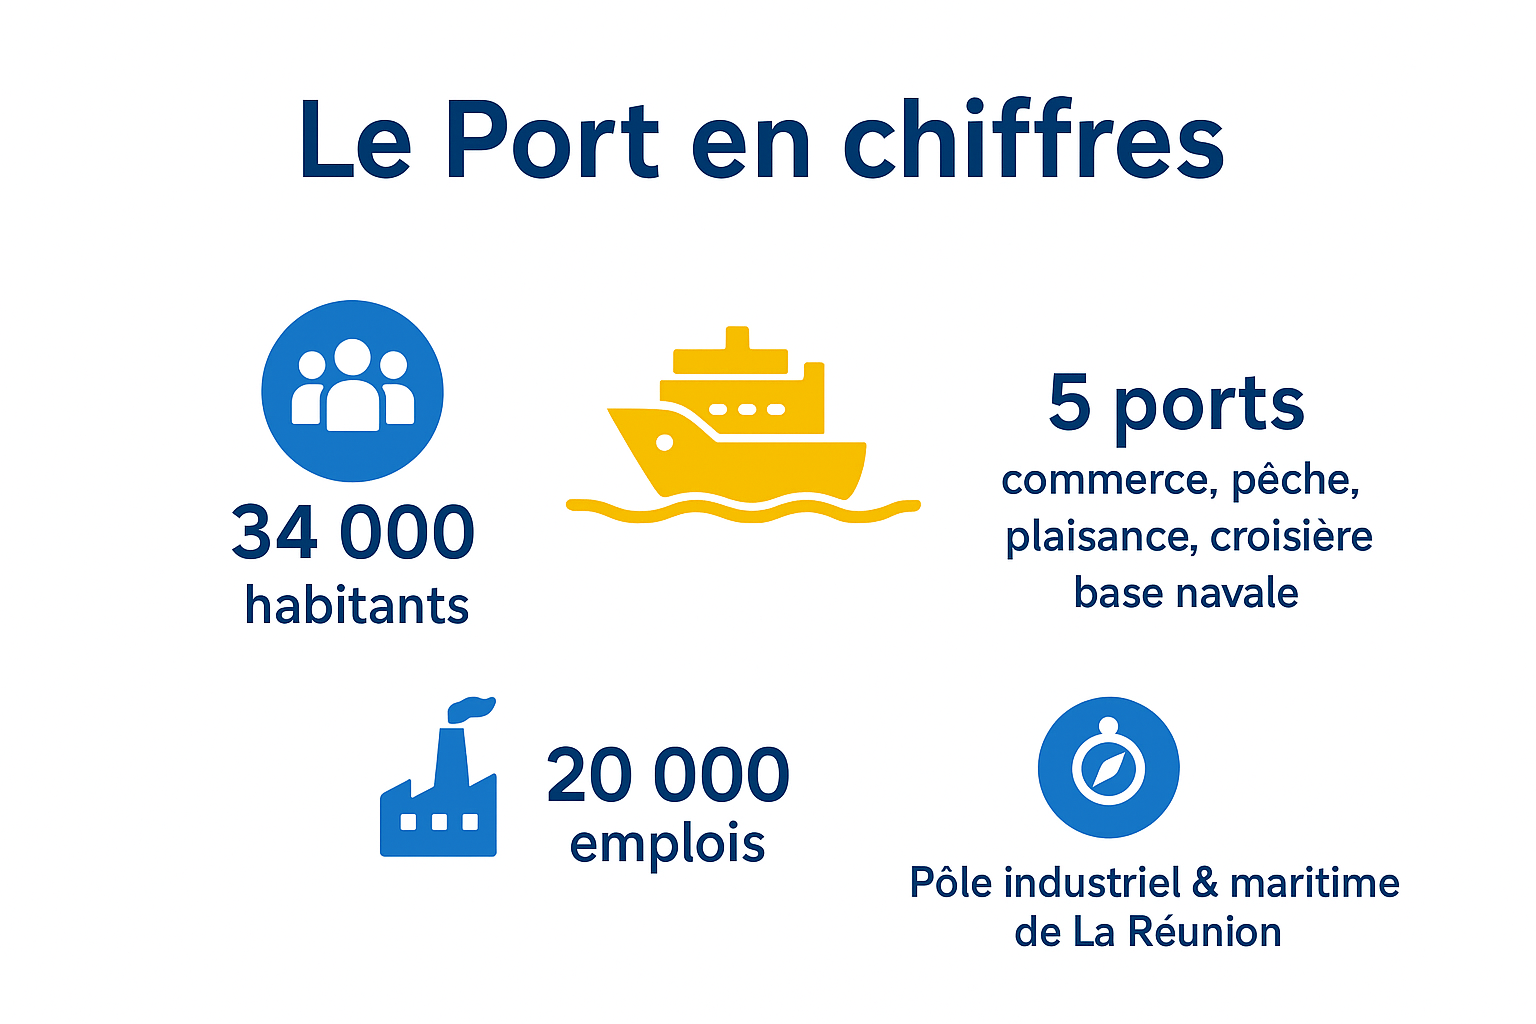 Le Port en chiffres
34 000
habitants
5 ports
commerce, pêche,
plaisance, croisière
base navale
20 000
emplois
Pôle industriel & maritime
de La Réunion